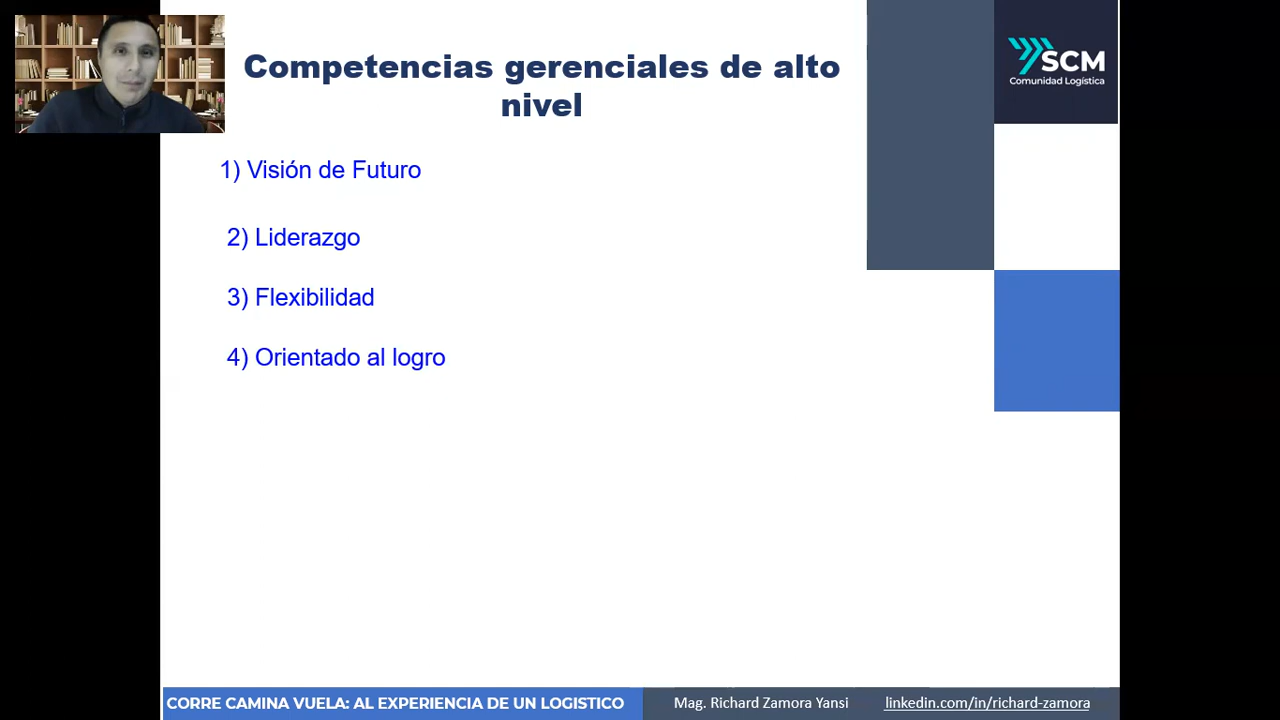 Competencias gerenciales de alto
nivel
SCM
Comunidad Logística
1) Visión de Futuro
2) Liderazgo
3) Flexibilidad
4) Orientado al logro
CORRE CAMINA VUELA: AL EXPERIENCIA DE UN LOGISTICO
Mag. Richard Zamora Yansi
linkedin.com/in/richard-zamora